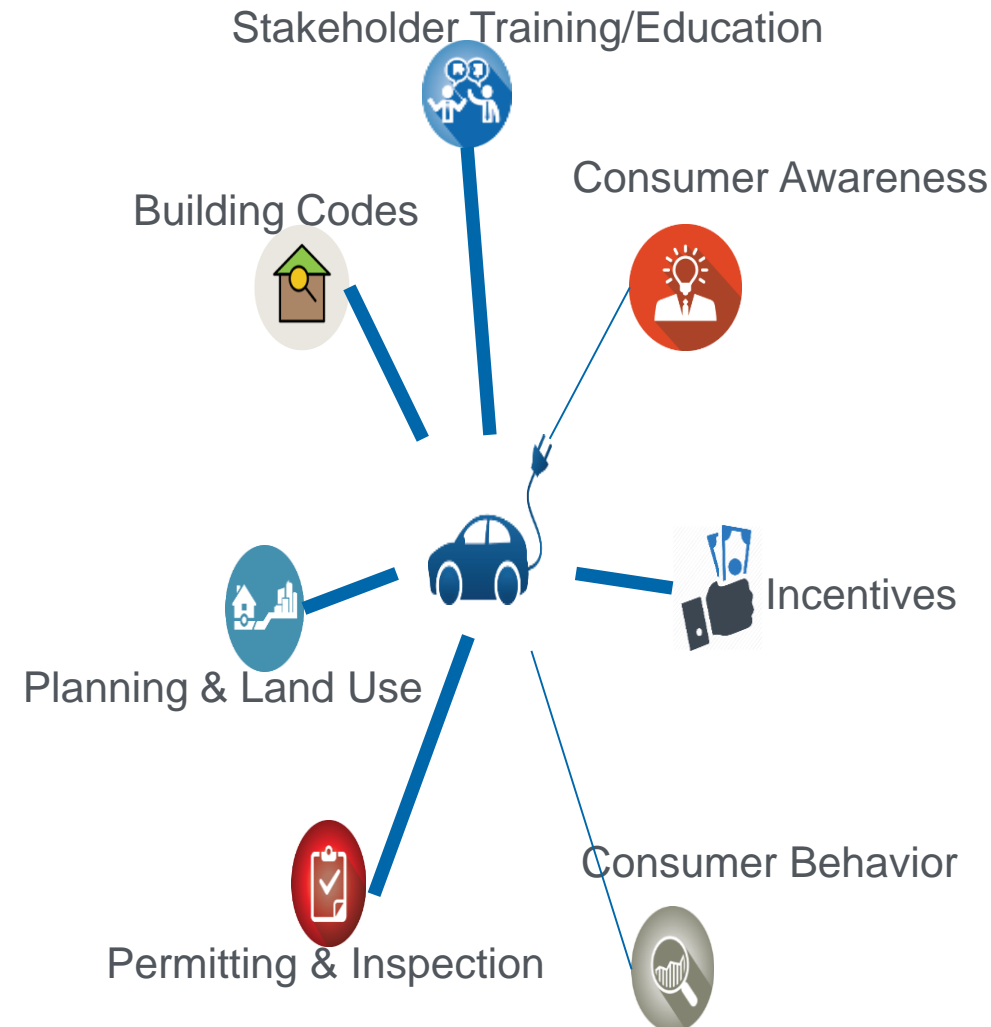 Stakeholder Training/Education
Consumer Awareness
Building Codes
Incentives
Planning & Land Use
Consumer Behavior
Permitting & Inspection